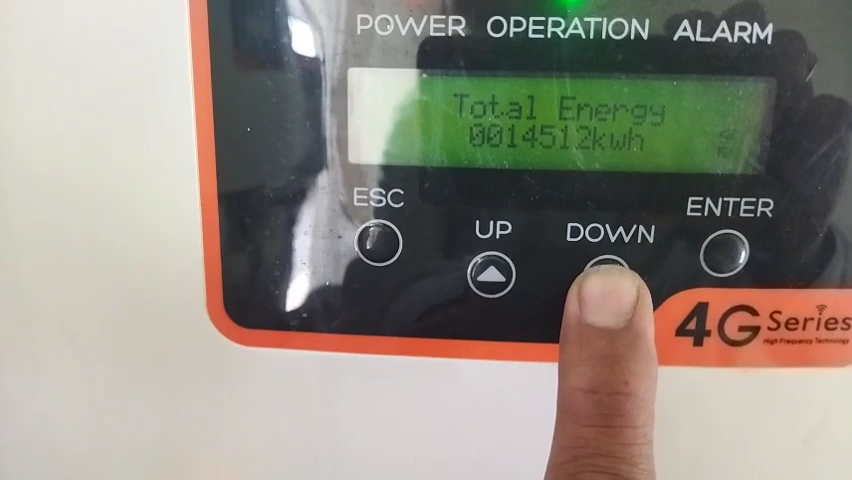 POWER OPERATION ALARM
Total Energy
0014512kwh
ESC
UP
DOWN
ENTER
4G Series
High Frequency Technology